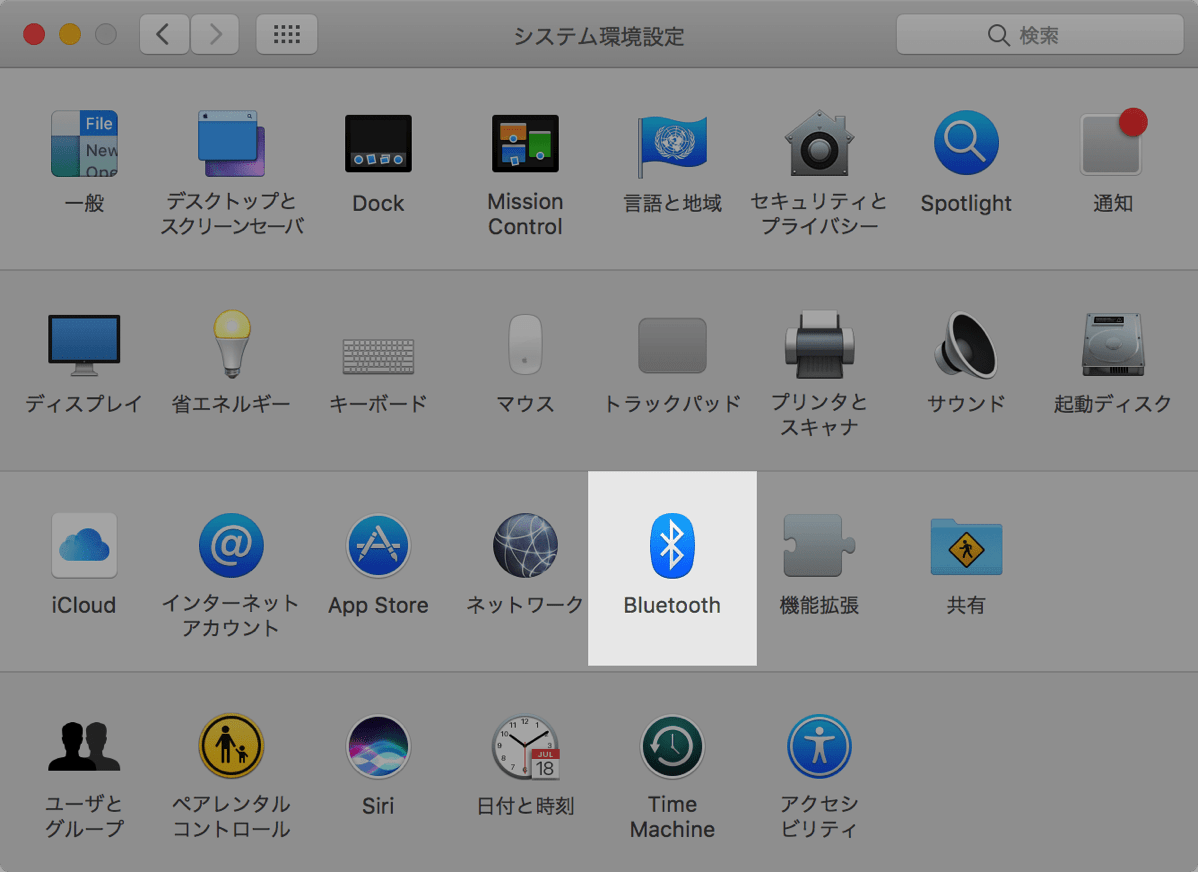 システム環境設定
検索
File
New
Ope
一般
デスクトップと
スクリーンセーバ
Dock
Mission
Control
言語と地域
セキュリティと
プライバシー
Spotlight
通知
ディスプレイ
省エネルギー
キーボード
マウス
トラックパッド
プリンタと
スキャナ
サウンド
起動ディスク
iCloud
@
インターネット
アカウント
App Store
ネットワーク
Bluetooth
機能拡張
共有
ユーザと
グループ
ペアレンタル
コントロール
Siri
JUL
18
日付と時刻
Time
Machine
アクセシ
ビリティ